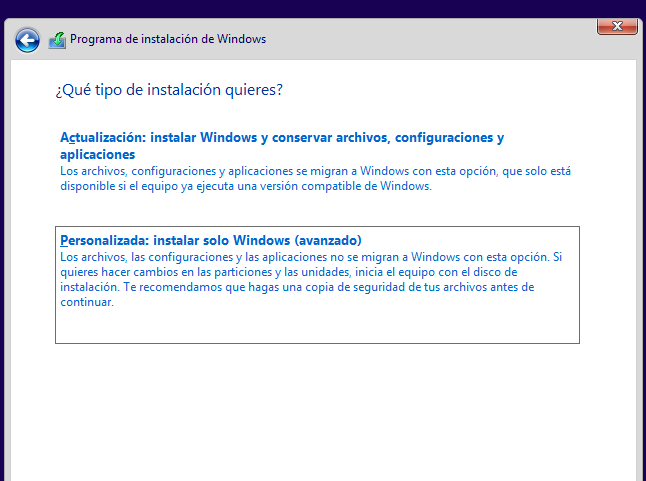 Programa de instalación de Windows
¿Qué tipo de instalación quieres?
Actualización: instalar Windows y conservar archivos, configuraciones y
aplicaciones
Los archivos, configuraciones y aplicaciones se migran a Windows con esta opción, que solo está
disponible si el equipo ya ejecuta una versión compatible de Windows.
Personalizada: instalar solo Windows (avanzado)
Los archivos, las configuraciones y las aplicaciones no se migran a Windows con esta opción. Si
quieres hacer cambios en las particiones y las unidades, inicia el equipo con el disco de
instalación. Te recomendamos que hagas una copia de seguridad de tus archivos antes de
continuar.